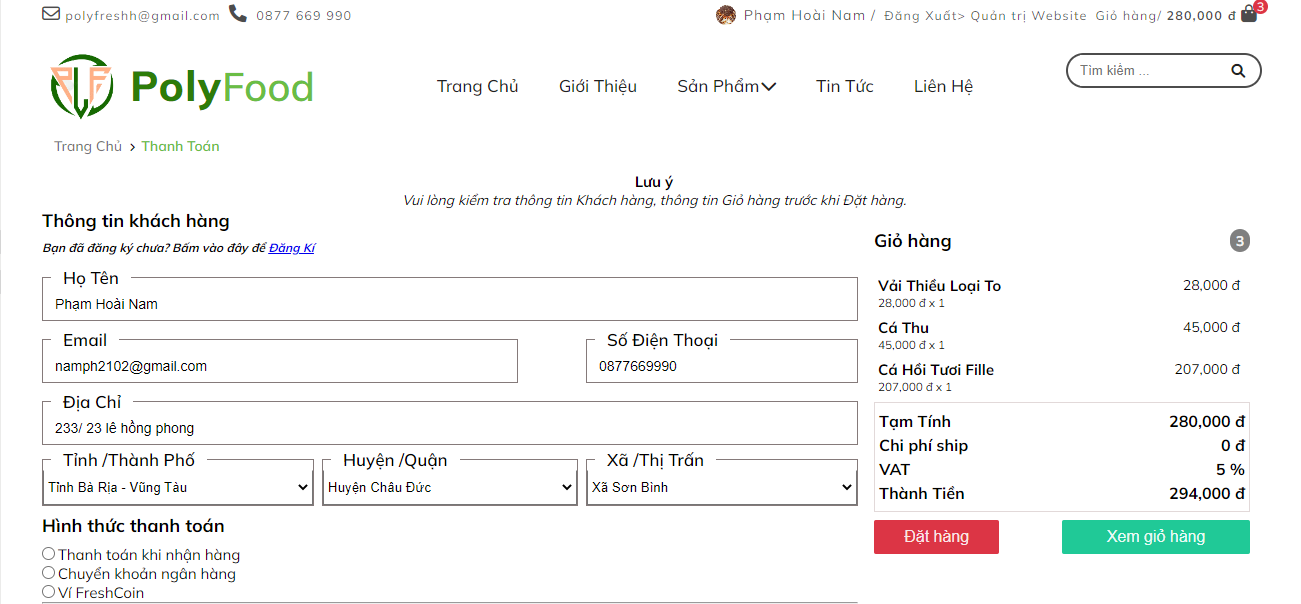 polyfreshh@gmail.com 0877 669 990 Phạm Hoài Nam / Đăng Xuất> Quản trị Website Giỏ hàng/ 280,000 đ 3
PLF PolyFood Trang Chủ Giới Thiệu Sản Phẩm Tin Tức Liên Hệ Tìm kiếm ...
Trang Chủ › Thanh Toán
Lưu ý
Vui lòng kiểm tra thông tin Khách hàng, thông tin Giỏ hàng trước khi Đặt hàng.
Thông tin khách hàng
Bạn đã đăng ký chưa? Bấm vào đây để Đăng Kí
Họ Tên
Phạm Hoài Nam
Email Số Điện Thoại
namph2102@gmail.com 0877669990
Địa Chỉ
233/ 23 lê hồng phong
Tỉnh /Thành Phố Huyện /Quận Xã /Thị Trấn
Tỉnh Bà Rịa - Vũng Tàu Huyện Châu Đức Xã Sơn Bình
Hình thức thanh toán
Thanh toán khi nhận hàng
Chuyển khoản ngân hàng
Ví FreshCoin
Giỏ hàng 3
Vải Thiều Loại To 28,000 đ
28,000 đ x 1
Cá Thu 45,000 đ
45,000 đ x 1
Cá Hồi Tươi Fille 207,000 đ
207,000 đ x 1
Tạm Tính 280,000 đ
Chi phí ship 0 đ
VAT 5 %
Thành Tiền 294,000 đ
Đặt hàng Xem giỏ hàng